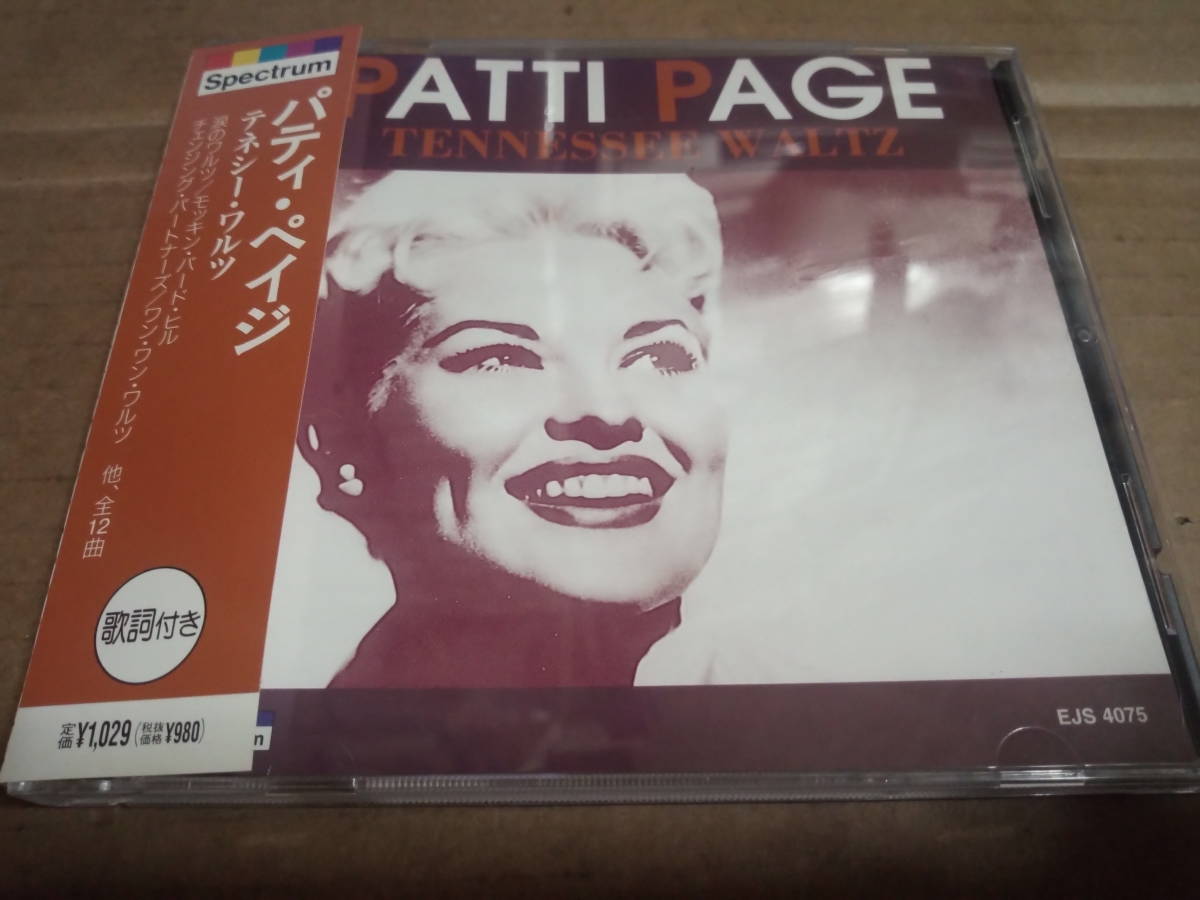 Spectrum
パティ・ペイジ
テネシー・ワルツ
涙のワルツ/モッキン・バード・ヒル
チェンジング・パートナーズ/ワン・ワン・ワルツ 他、全12曲
歌詞付き
定価¥1,029(税抜価格¥980)
PATTI PAGE
TENNESSEE WALTZ
EJS 4075